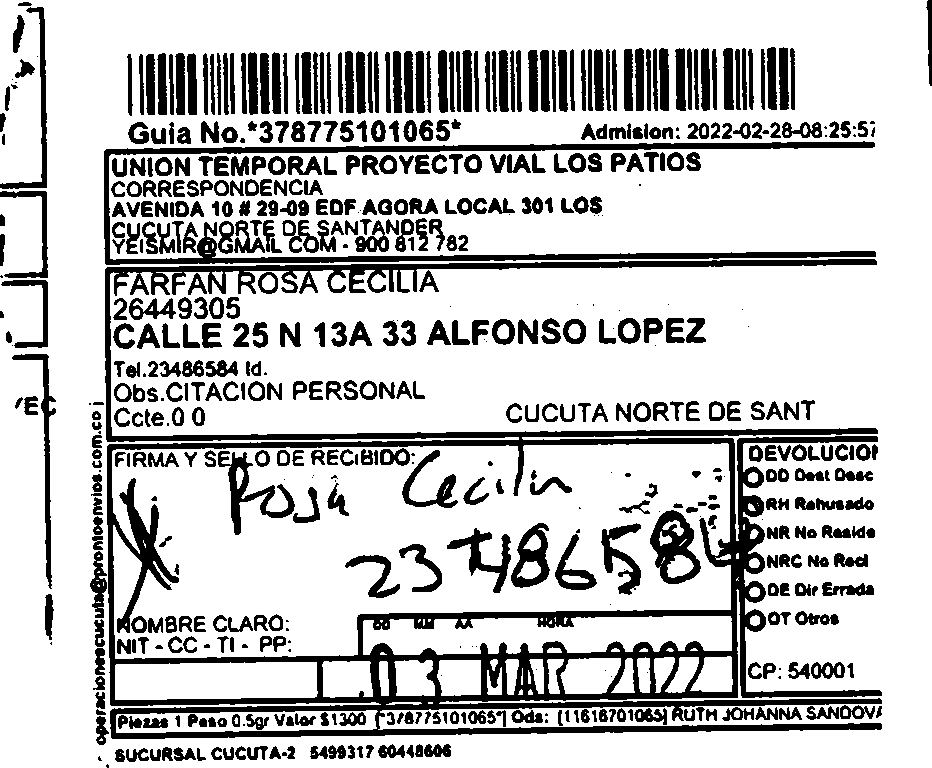 Guia No.*378775101065*
Admision: 2022-02-28-08:25:57
UNION TEMPORAL PROYECTO VIAL LOS PATIOS
CORRESPONDENCIA
AVENIDA 10 # 29-09 EDF AGORA LOCAL 301 LOS
CUCUTA NORTE DE SANTANDER
YEISMIR@GMAIL COM - 900 812 782
FARFAN ROSA CECILIA
26449305
CALLE 25 N 13A 33 ALFONSO LOPEZ
Tel.23486584 Id.
Obs.CITACION PERSONAL
Ccte.0 0
CUCUTA NORTE DE SANT
operacionescucuta@prontoenvios.com.co
FIRMA Y SELLO DE RECIBIDO:
Rosa Cecilia
23486584
NOMBRE CLARO:
NIT - CC - TI - PP:
DD MM AA HORA
03 MAR 2022
DEVOLUCION
DD Dest Desc
RH Rehusado
NR No Reside
NRC No Recl
DE Dir Errada
OT Otros
CP: 540001
Piezas 1 Peso 0.5gr Valor $1300 [*378775101065*] Ods: [11616701065] RUTH JOHANNA SANDOVA
SUCURSAL CUCUTA-2 5499317 60448606